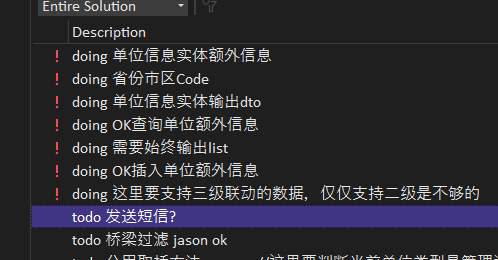 Entire Solution
Description
! doing 单位信息实体额外信息
! doing 省份市区Code
! doing 单位信息实体输出dto
! doing OK查询单位额外信息
! doing 需要始终输出list
! doing OK插入单位额外信息
! doing 这里要支持三级联动的数据，仅仅支持二级是不够的
todo 发送短信?
todo 桥梁过滤 jason ok